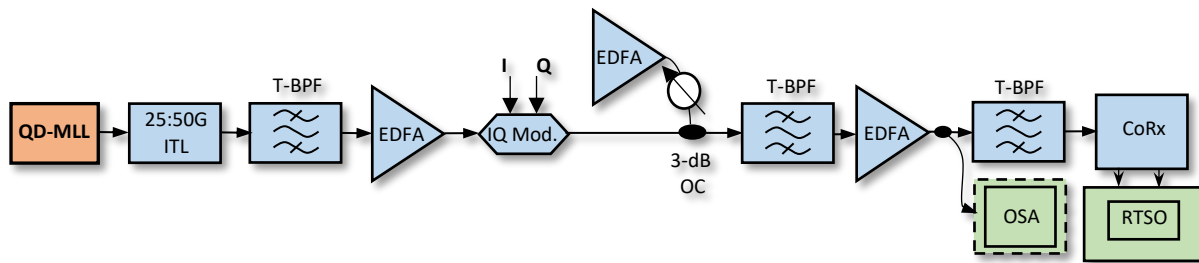 QD-MLL
25:50G
ITL
T-BPF
EDFA
I
Q
IQ Mod.
EDFA
3-dB
OC
T-BPF
EDFA
T-BPF
CoRx
OSA
RTSO